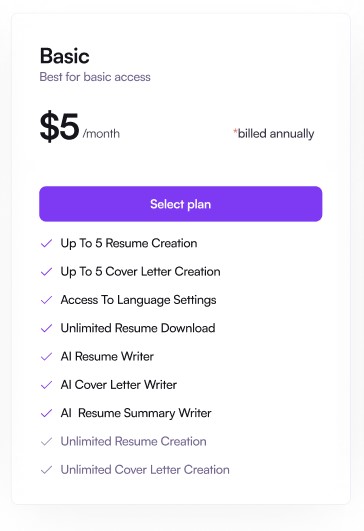 Basic
Best for basic access
$5 /month *billed annually
Select plan
Up To 5 Resume Creation
Up To 5 Cover Letter Creation
Access To Language Settings
Unlimited Resume Download
AI Resume Writer
AI Cover Letter Writer
AI  Resume Summary Writer
Unlimited Resume Creation
Unlimited Cover Letter Creation